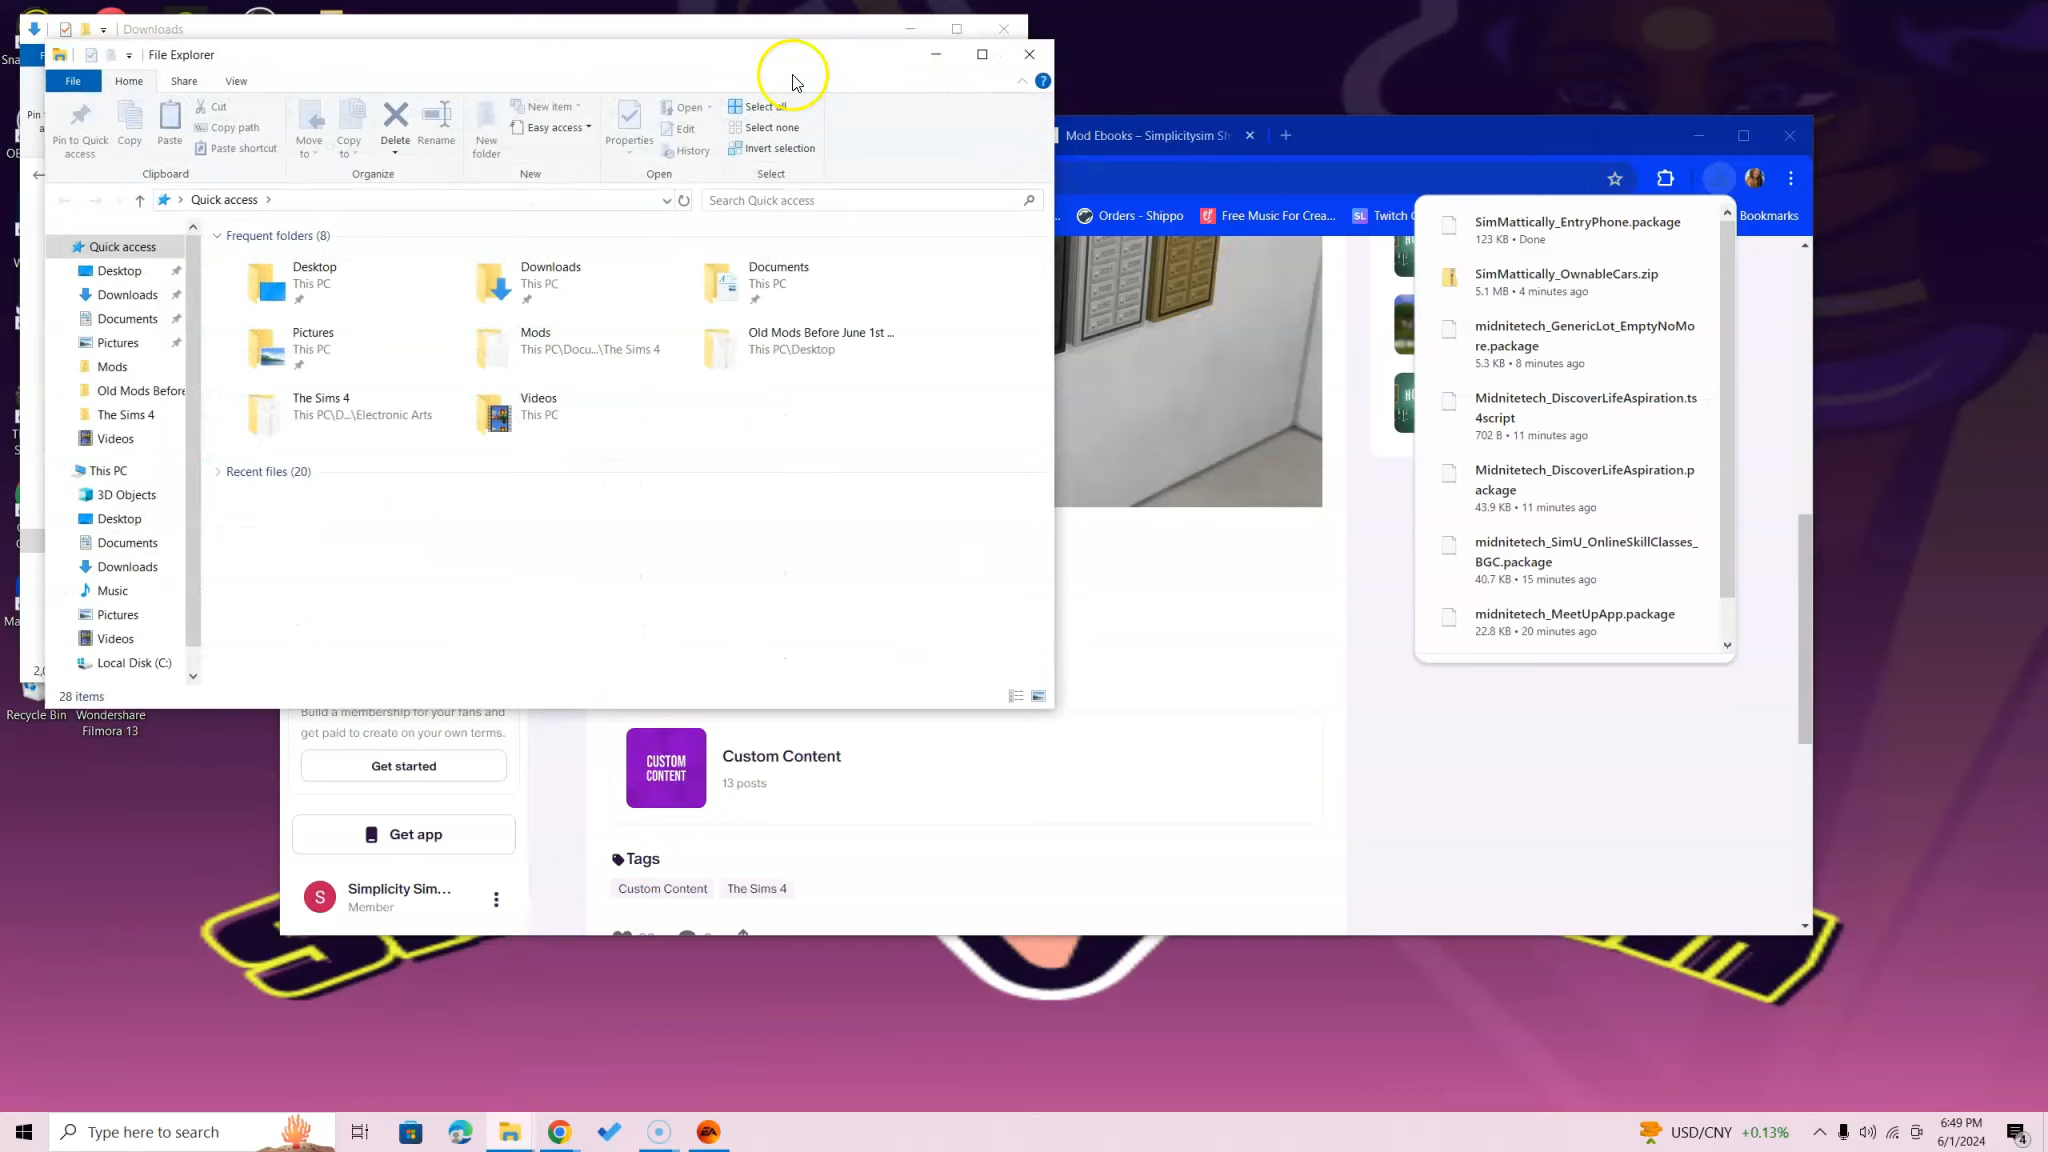 Downloads
File Explorer
File
Home
Share
View
Pin to Quick access
Copy
Paste
Cut
Copy path
Paste shortcut
Clipboard
Move to
Copy to
Delete
Rename
Organize
New folder
New item
Easy access
New
Properties
Open
Edit
History
Open
Select all
Select none
Invert selection
Select
Quick access
Search Quick access
Quick access
Desktop
Downloads
Documents
Pictures
Mods
Old Mods Before
The Sims 4
Videos
This PC
3D Objects
Desktop
Documents
Downloads
Music
Pictures
Videos
Local Disk (C:)
28 items
Frequent folders (8)
Desktop
This PC
Downloads
This PC
Documents
This PC
Pictures
This PC
Mods
This PC\Docu...\The Sims 4
Old Mods Before June 1st ...
This PC\Desktop
The Sims 4
This PC\D...\Electronic Arts
Videos
This PC
Recent files (20)
Mod Ebooks – Simplicitysim Sh
Orders - Shippo
Free Music For Crea...
SL Twitch
Bookmarks
SimMattically_EntryPhone.package
123 KB • Done
SimMattically_OwnableCars.zip
5.1 MB • 4 minutes ago
midnitetech_GenericLot_EmptyNoMo
re.package
5.3 KB • 8 minutes ago
Midnitetech_DiscoverLifeAspiration.ts
4script
702 B • 11 minutes ago
Midnitetech_DiscoverLifeAspiration.p
ackage
43.9 KB • 11 minutes ago
midnitetech_SimU_OnlineSkillClasses_
BGC.package
40.7 KB • 15 minutes ago
midnitetech_MeetUpApp.package
22.8 KB • 20 minutes ago
Recycle Bin
Wondershare
Filmora 13
Build a membership for your fans and
get paid to create on your own terms.
Get started
Get app
S
Simplicity Sim...
Member
CUSTOM
CONTENT
Custom Content
13 posts
Tags
Custom Content
The Sims 4
Type here to search
EA
USD/CNY +0.13%
6:49 PM
6/1/2024
4